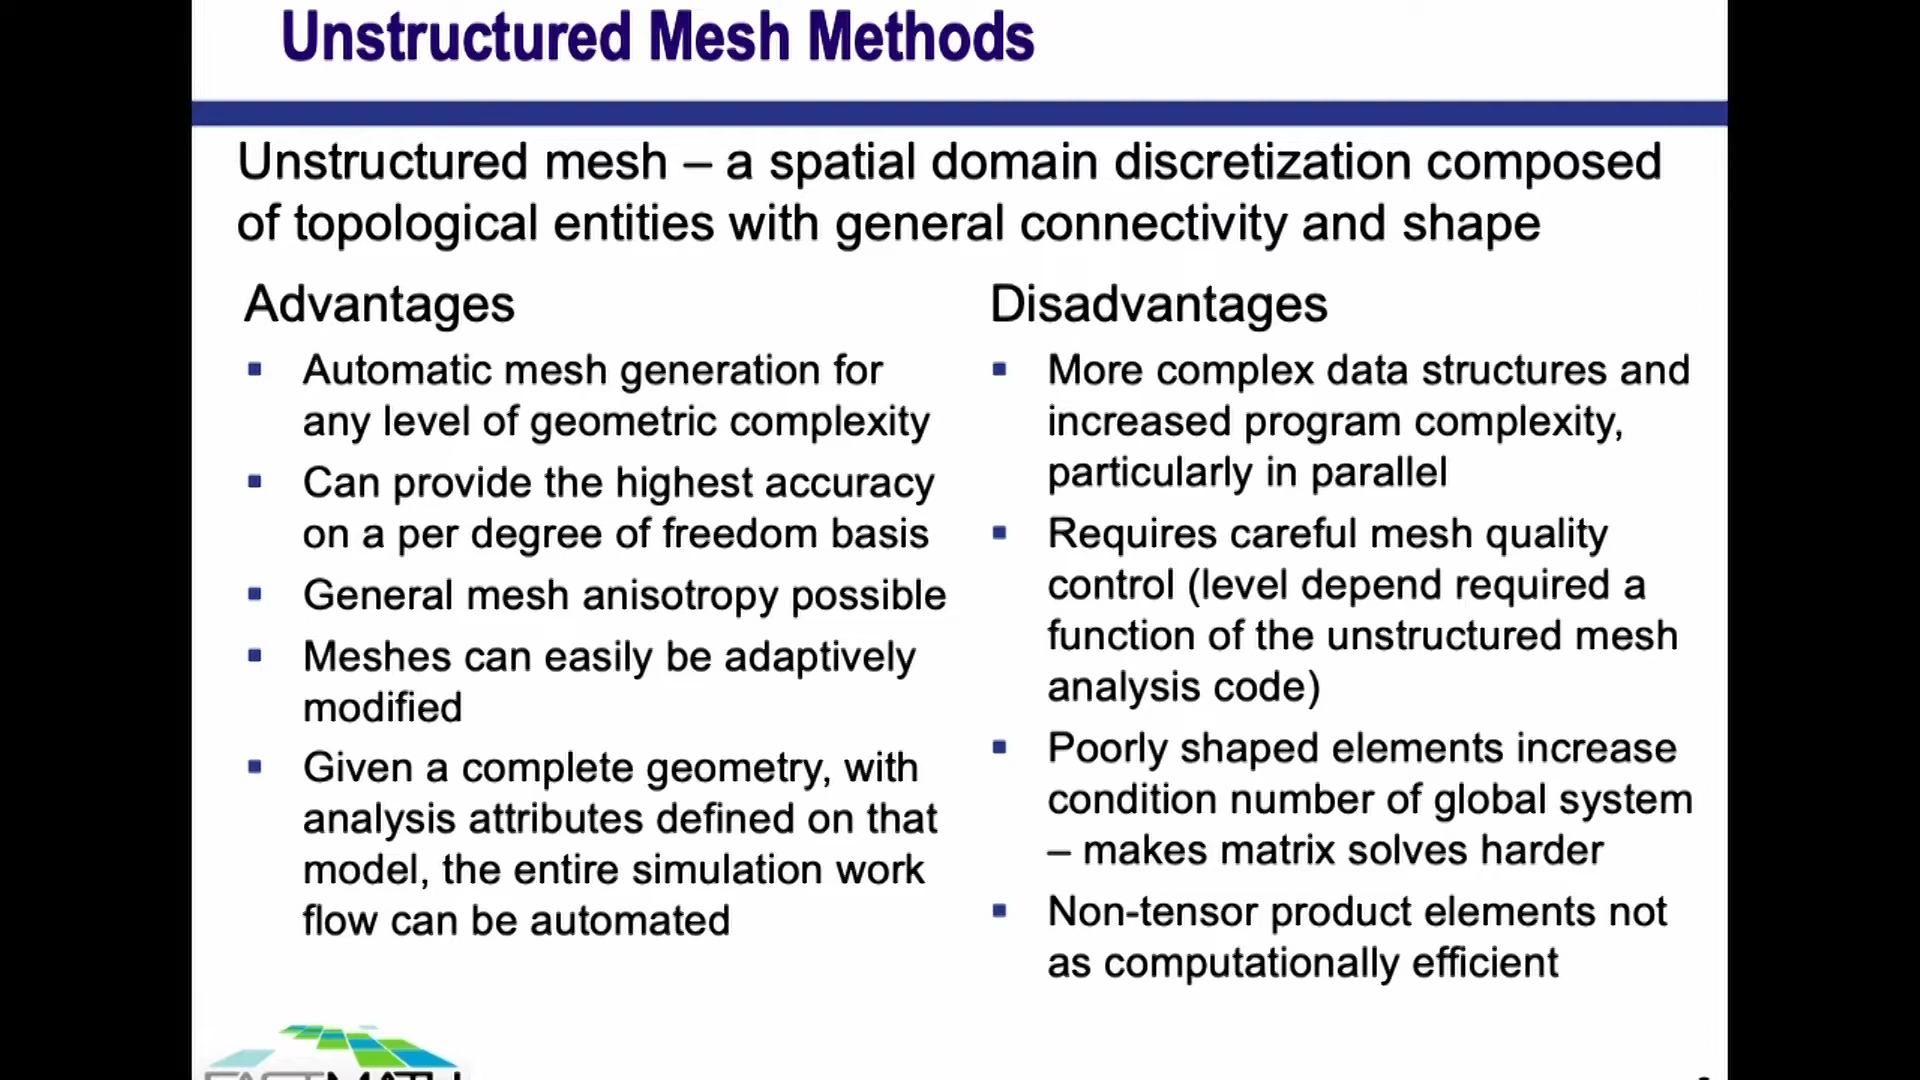 Unstructured Mesh Methods
Unstructured mesh – a spatial domain discretization composed
of topological entities with general connectivity and shape
Advantages
Automatic mesh generation for
any level of geometric complexity
Can provide the highest accuracy
on a per degree of freedom basis
General mesh anisotropy possible
Meshes can easily be adaptively
modified
Given a complete geometry, with
analysis attributes defined on that
model, the entire simulation work
flow can be automated
Disadvantages
More complex data structures and
increased program complexity,
particularly in parallel
Requires careful mesh quality
control (level depend required a
function of the unstructured mesh
analysis code)
Poorly shaped elements increase
condition number of global system
– makes matrix solves harder
Non-tensor product elements not
as computationally efficient